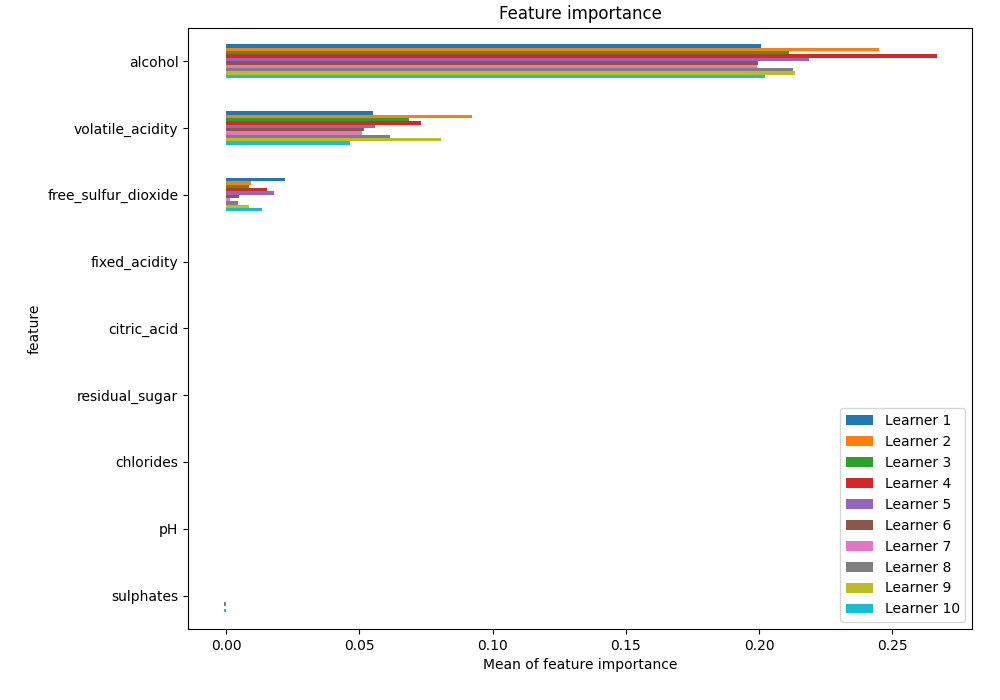 Feature importance
alcohol
volatile_acidity
free_sulfur_dioxide
fixed_acidity
citric_acid
residual_sugar
chlorides
pH
sulphates
feature
Learner 1
Learner 2
Learner 3
Learner 4
Learner 5
Learner 6
Learner 7
Learner 8
Learner 9
Learner 10
0.00 0.05 0.10 0.15 0.20 0.25
Mean of feature importance